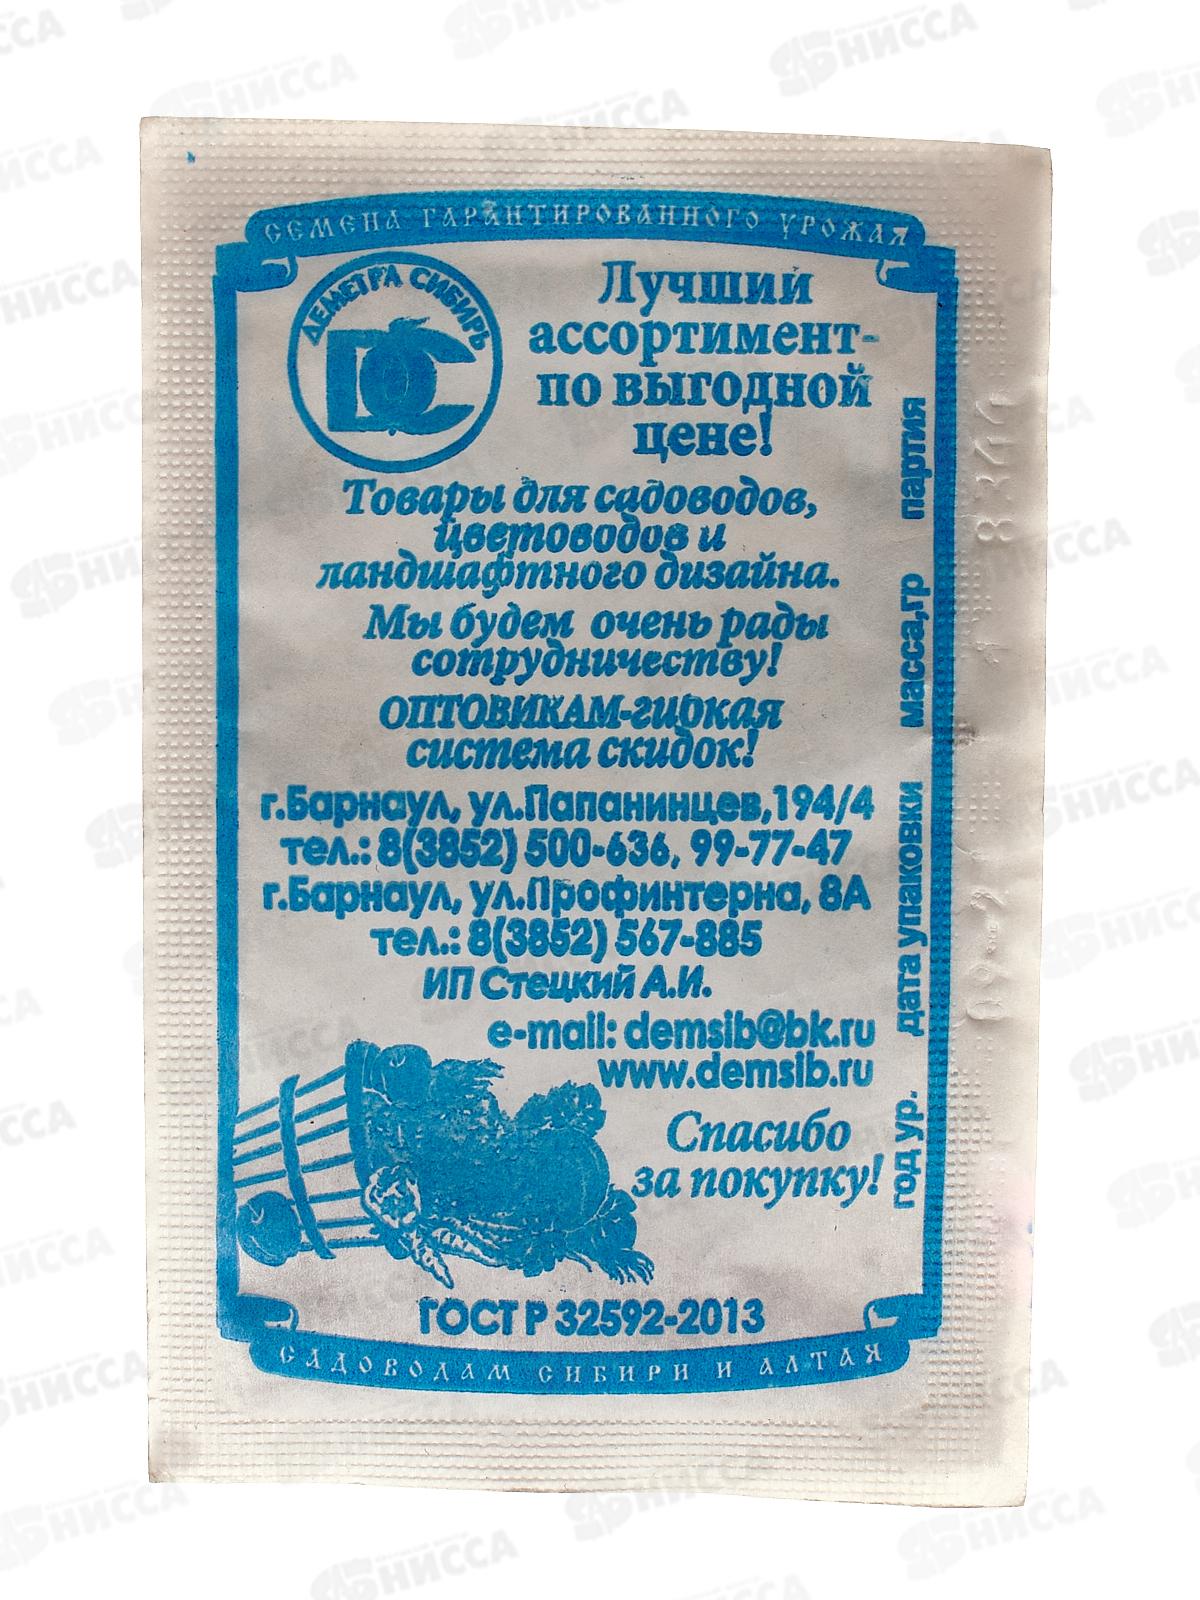 СЕМЕНА ГАРАНТИРОВАННОГО УРОЖАЯ
ДЕМЕТРА СИБИРЬ
Лучший
ассортимент-
по выгодной
цене!
Товары для садоводов,
цветоводов и
ландшафтного дизайна.
Мы будем очень рады
сотрудничеству!
ОПТОВИКАМ-гибкая
система скидок!
г.Барнаул, ул.Папанинцев,194/4
тел.: 8(3852) 500-636, 99-77-47
г.Барнаул, ул.Профинтерна, 8А
тел.: 8(3852) 567-885
ИП Стецкий А.И.
e-mail: demsib@bk.ru
www.demsib.ru
Спасибо
за покупку!
ГОСТ Р 32592-2013
САДОВОДАМ СИБИРИ И АЛТАЯ
год ур. дата упаковки масса,гр партия